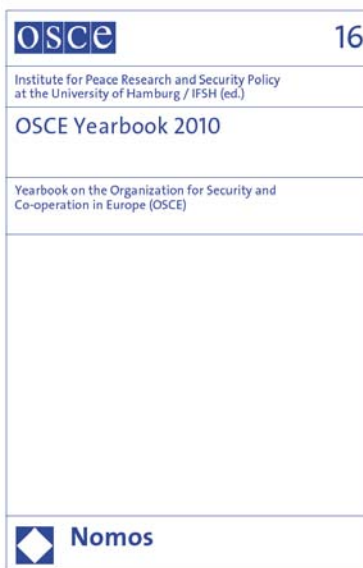 osce 16
Institute for Peace Research and Security Policy
at the University of Hamburg / IFSH (ed.)
OSCE Yearbook 2010
Yearbook on the Organization for Security and
Co-operation in Europe (OSCE)
Nomos